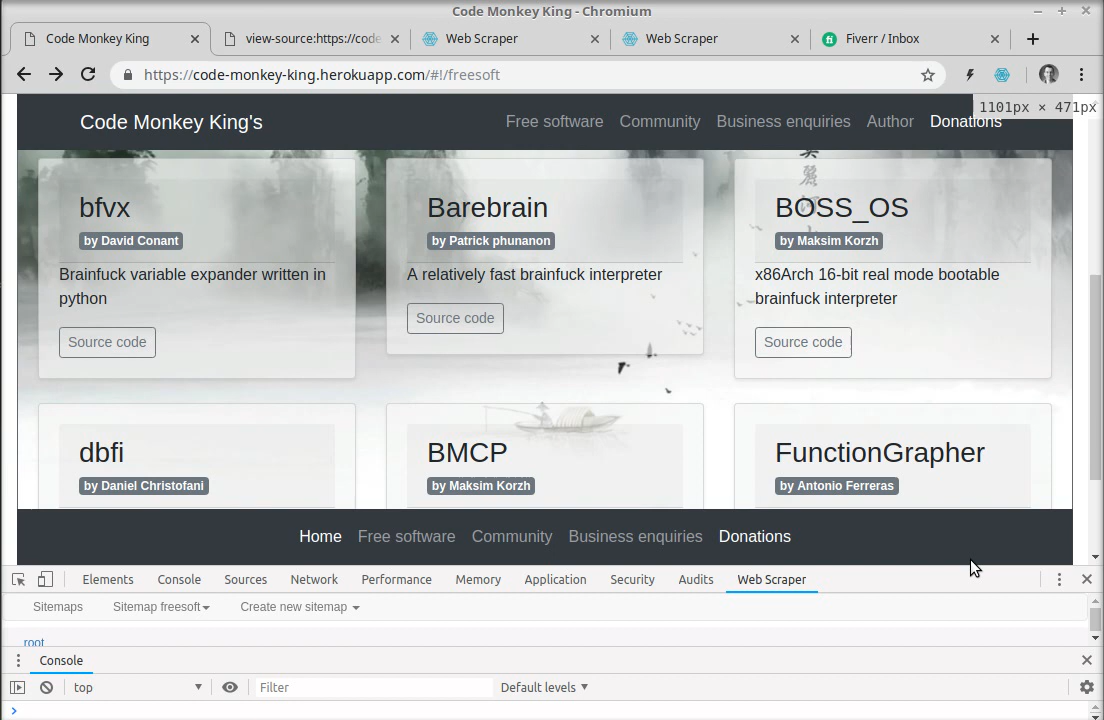 Code Monkey King - Chromium
Code Monkey King
view-source:https://code
Web Scraper
Web Scraper
Fiverr / Inbox
https://code-monkey-king.herokuapp.com/#!/freesoft
1101px × 471px
Code Monkey King's
Free software Community Business enquiries Author Donations
bfvx
by David Conant
Brainfuck variable expander written in
python
Source code
Barebrain
by Patrick phunanon
A relatively fast brainfuck interpreter
Source code
BOSS_OS
by Maksim Korzh
x86Arch 16-bit real mode bootable
brainfuck interpreter
Source code
dbfi
by Daniel Christofani
BMCP
by Maksim Korzh
FunctionGrapher
by Antonio Ferreras
Home Free software Community Business enquiries Donations
Elements Console Sources Network Performance Memory Application Security Audits Web Scraper
Sitemaps Sitemap freesoft Create new sitemap
root
Console
top Filter Default levels